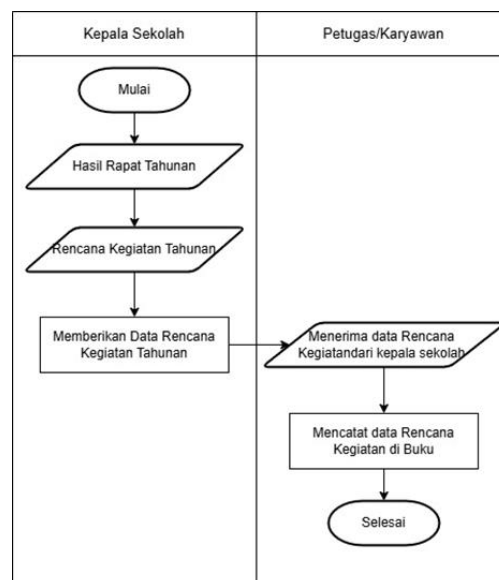 Kepala Sekolah
Petugas/Karyawan
Mulai
Hasil Rapat Tahunan
Rencana Kegiatan Tahunan
Memberikan Data Rencana
Kegiatan Tahunan
Menerima data Rencana
Kegiatandari kepala sekolah
Mencatat data Rencana
Kegiatan di Buku
Selesai